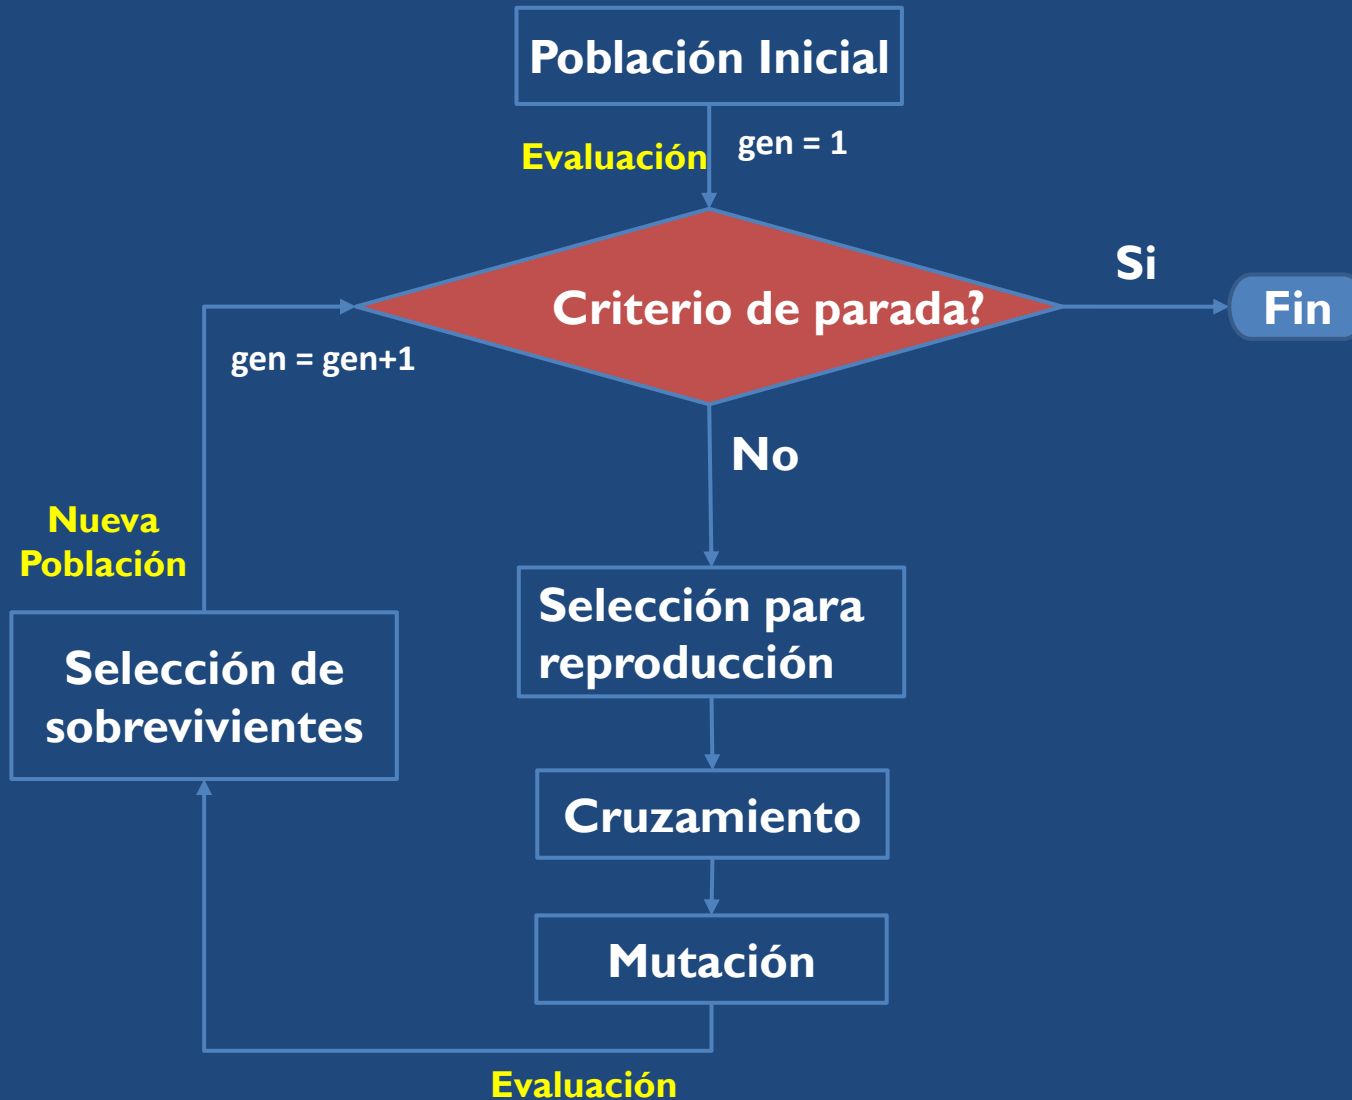 Población Inicial
Evaluación
gen = 1
Criterio de parada?
Si
Fin
gen = gen+1
No
Nueva
Población
Selección para
reproducción
Selección de
sobrevivientes
Cruzamiento
Mutación
Evaluación